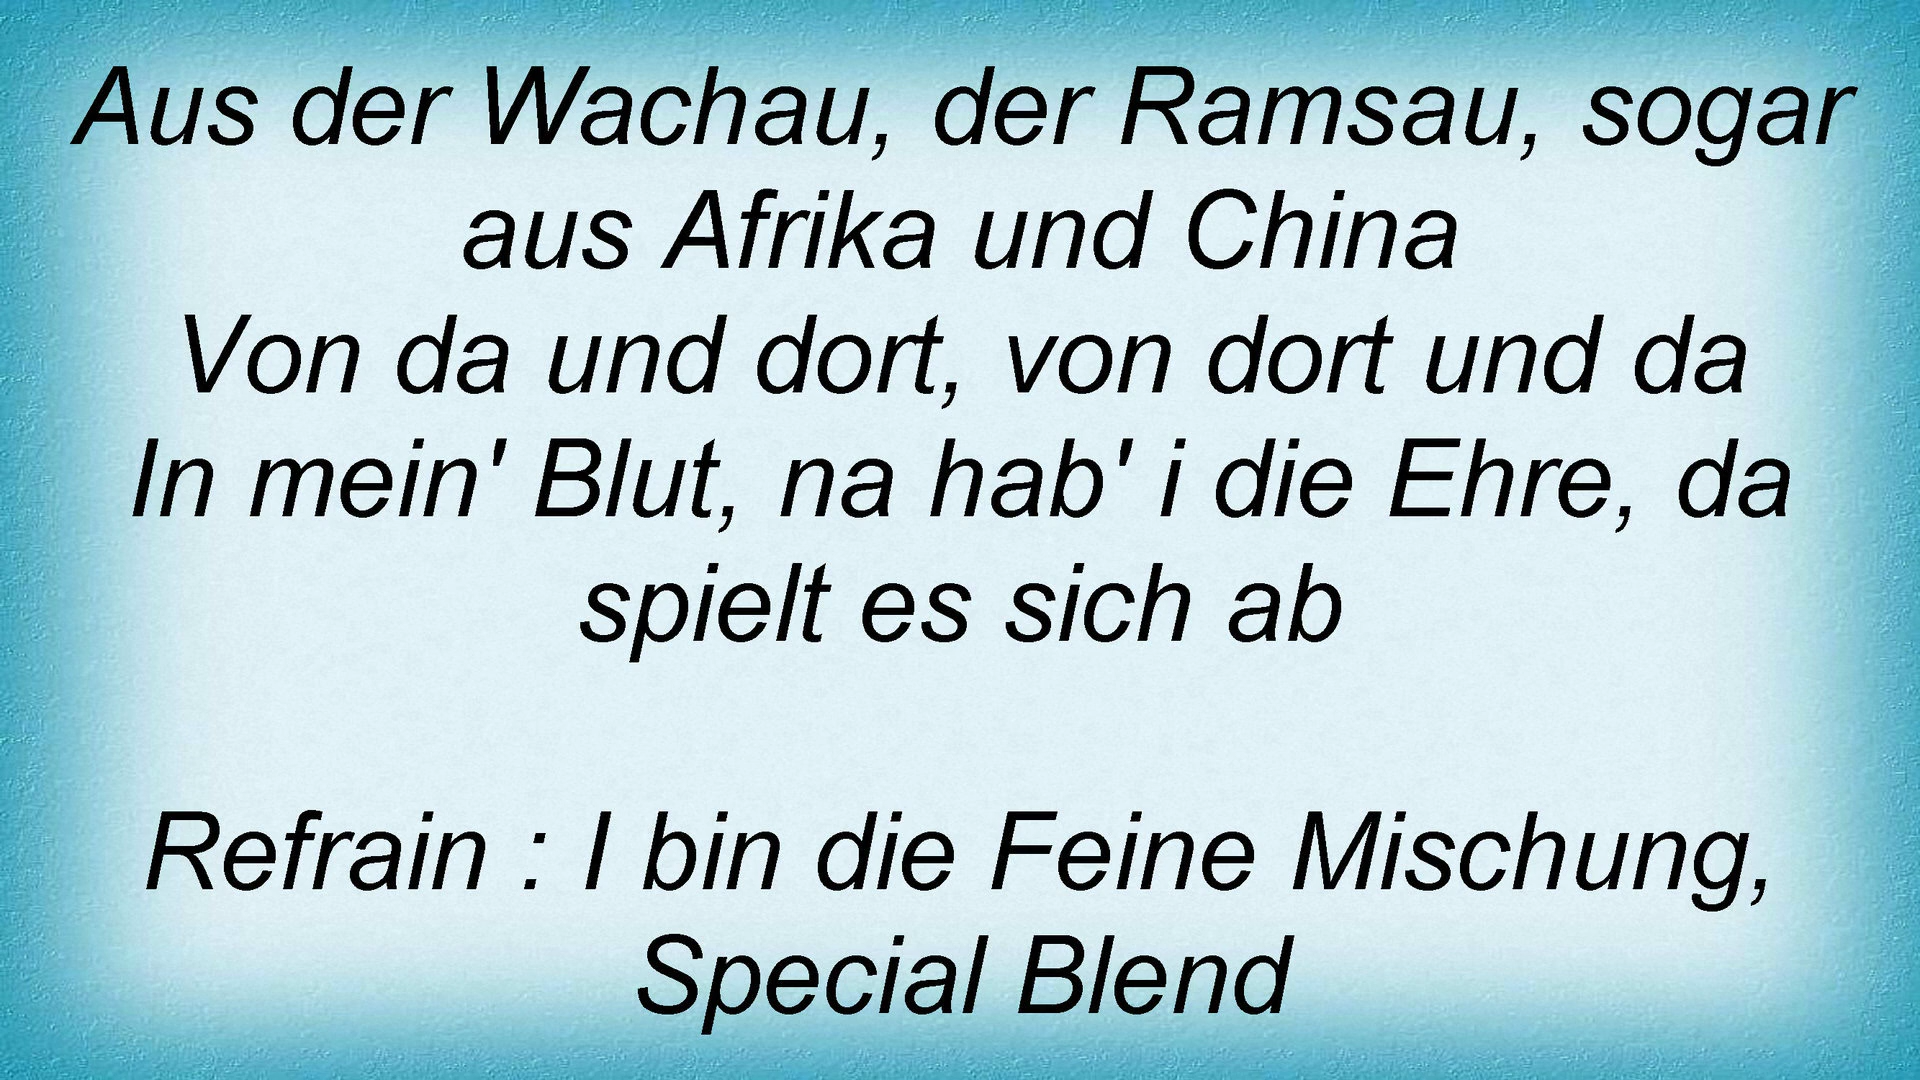 Aus der Wachau, der Ramsau, sogar
aus Afrika und China
Von da und dort, von dort und da
In mein' Blut, na hab' i die Ehre, da
spielt es sich ab
Refrain : I bin die Feine Mischung,
Special Blend